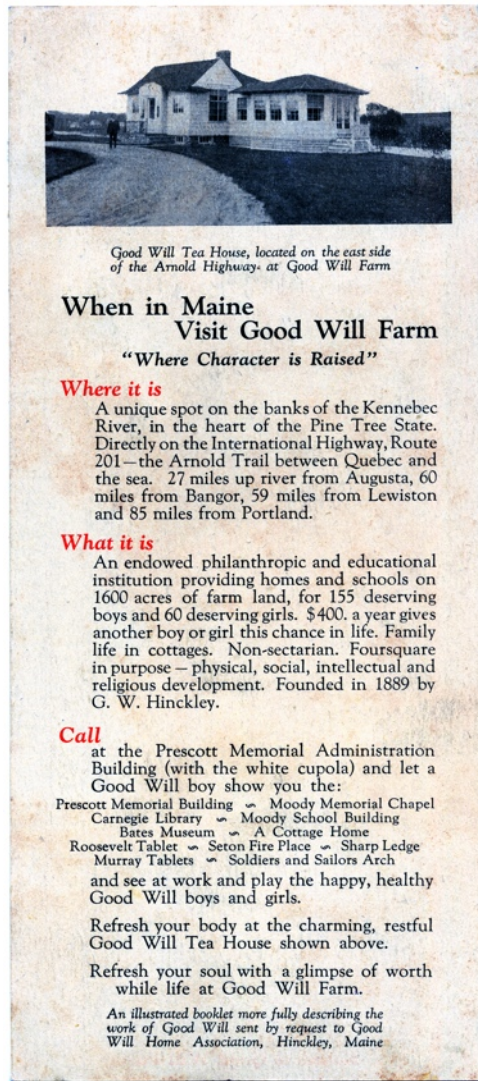 Good Will Tea House, located on the east side
of the Arnold Highway, at Good Will Farm
When in Maine
Visit Good Will Farm
"Where Character is Raised"
Where it is
A unique spot on the banks of the Kennebec
River, in the heart of the Pine Tree State.
Directly on the International Highway, Route
201—the Arnold Trail between Quebec and
the sea. 27 miles up river from Augusta, 60
miles from Bangor, 59 miles from Lewiston
and 85 miles from Portland.
What it is
An endowed philanthropic and educational
institution providing homes and schools on
1600 acres of farm land, for 155 deserving
boys and 60 deserving girls. $400. a year gives
another boy or girl this chance in life. Family
life in cottages. Non-sectarian. Foursquare
in purpose – physical, social, intellectual and
religious development. Founded in 1889 by
G. W. Hinckley.
Call
at the Prescott Memorial Administration
Building (with the white cupola) and let a
Good Will boy show you the:
Prescott Memorial Building ~ Moody Memorial Chapel
Carnegie Library ~ Moody School Building
Bates Museum ~ A Cottage Home
Roosevelt Tablet ~ Seton Fire Place ~ Sharp Ledge
Murray Tablets ~ Soldiers and Sailors Arch
and see at work and play the happy, healthy
Good Will boys and girls.
Refresh your body at the charming, restful
Good Will Tea House shown above.
Refresh your soul with a glimpse of worth
while life at Good Will Farm.
An illustrated booklet more fully describing the
work of Good Will sent by request to Good
Will Home Association, Hinckley, Maine